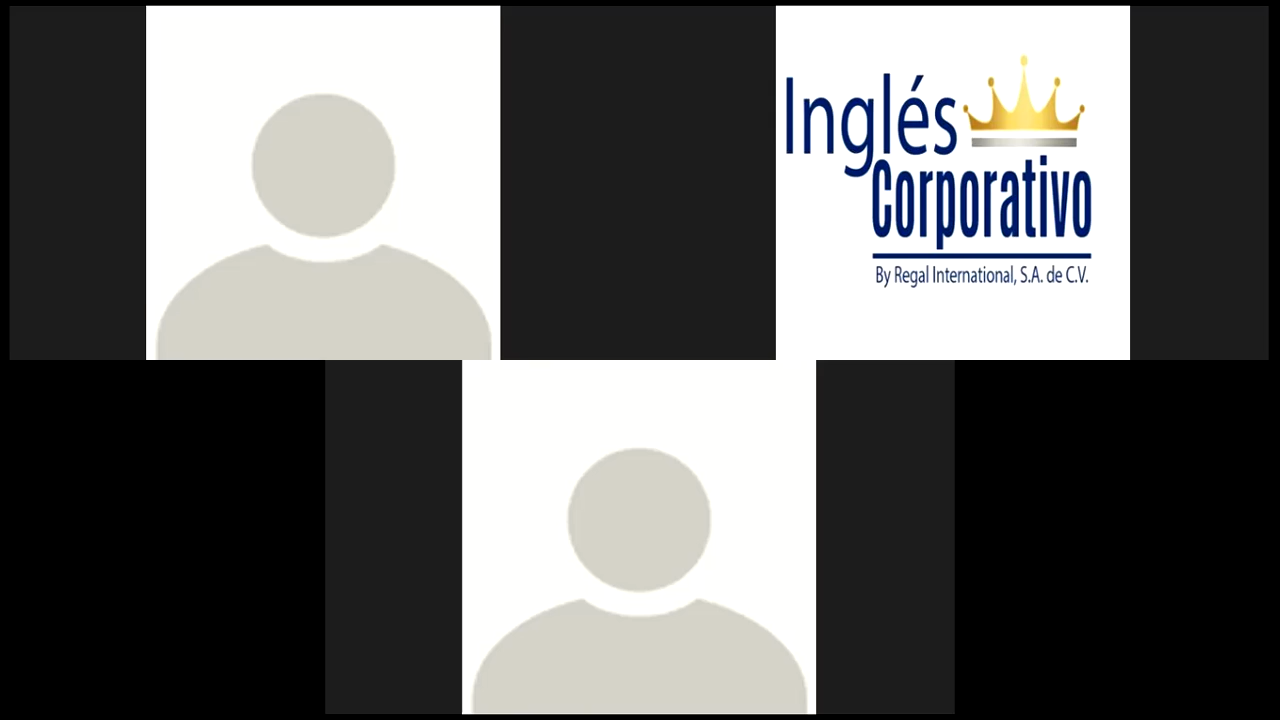 Inglés
Corporativo
By Regal International, S.A. de C.V.